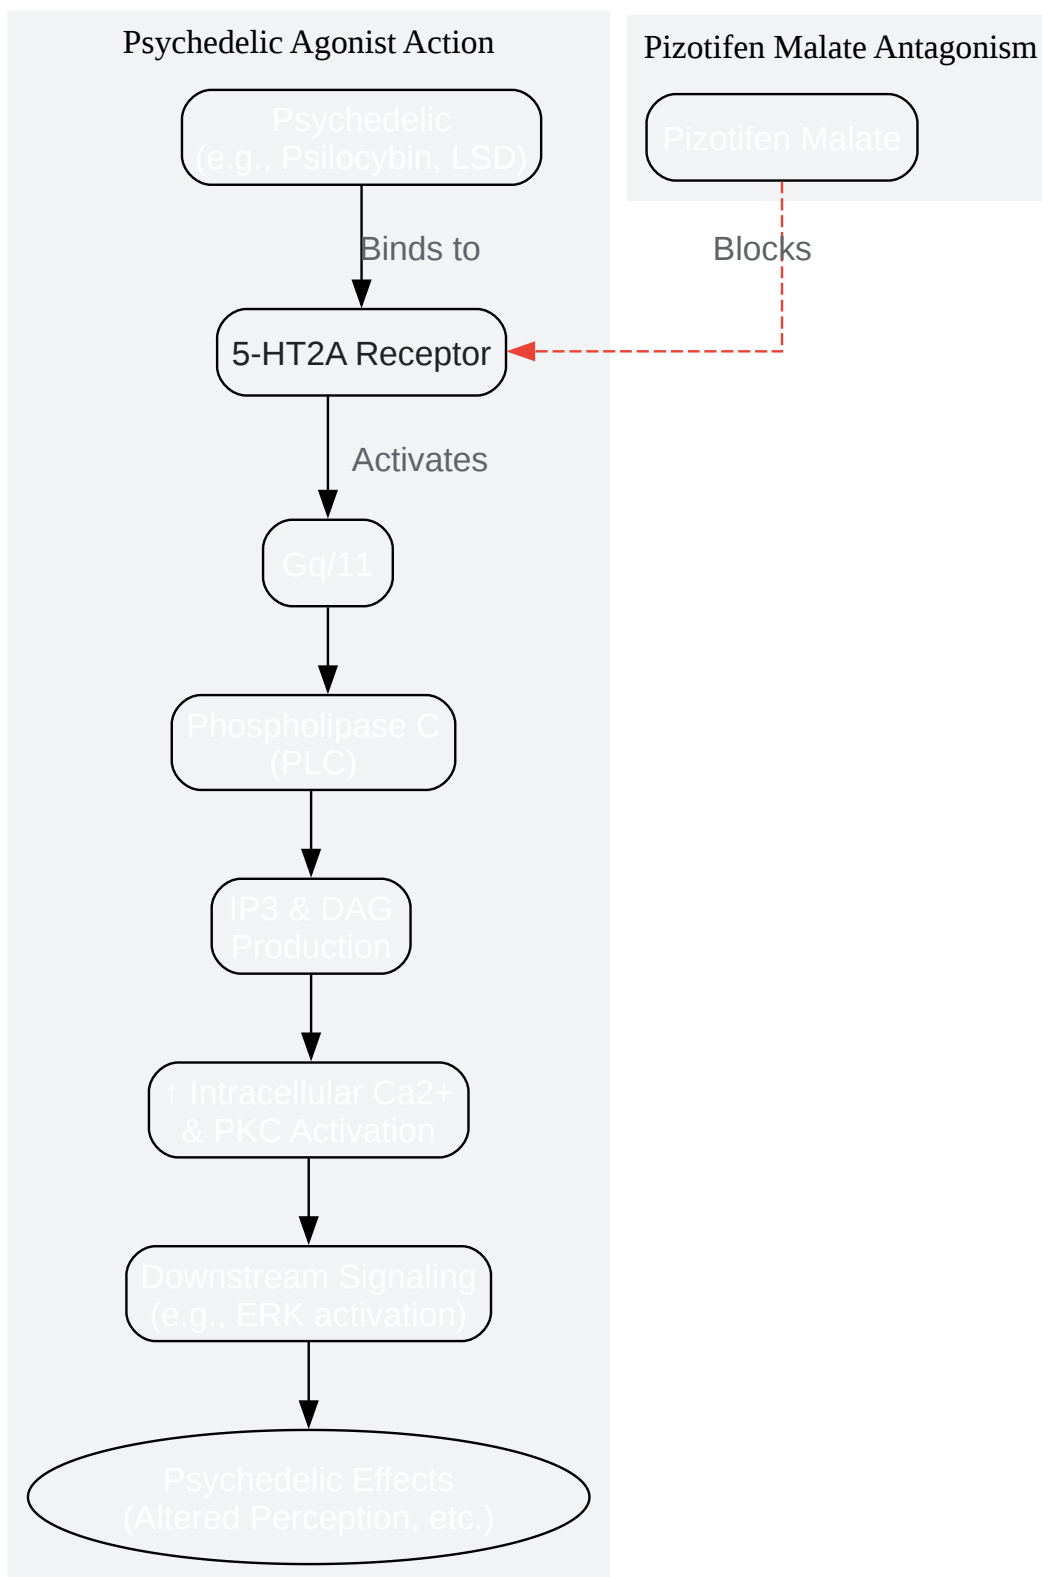 Psychedelic Agonist Action
Pizotifen Malate Antagonism
Psychedelic
(e.g., Psilocybin, LSD)
Pizotifen Malate
Binds to
Blocks
5-HT2A Receptor
Activates
Gq/11
Phospholipase C
(PLC)
IP3 & DAG
Production
↑ Intracellular Ca2+
& PKC Activation
Downstream Signaling
(e.g., ERK activation)
Psychedelic Effects
(Altered Perception, etc.)